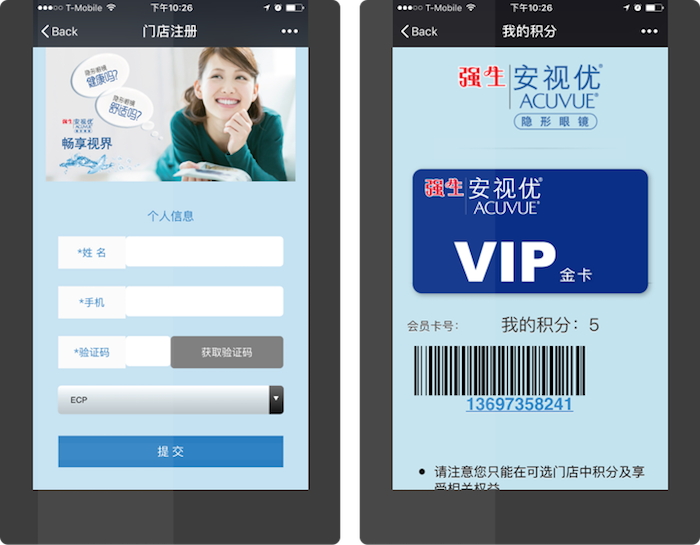 T-Mobile 下午10:26
Back 门店注册
隐形眼镜
健康吗?
隐形眼镜
舒适吗?
强生 安视优
ACUVUE
畅享视界
个人信息
*姓 名
*手机
*验证码 获取验证码
ECP
提 交
T-Mobile 下午10:26
Back 我的积分
强生 安视优®
ACUVUE®
隐形眼镜
强生 安视优®
ACUVUE®
VIP 金卡
会员卡号: 我的积分: 5
13697358241
• 请注意您只能在可选门店中积分及享
受相关权益